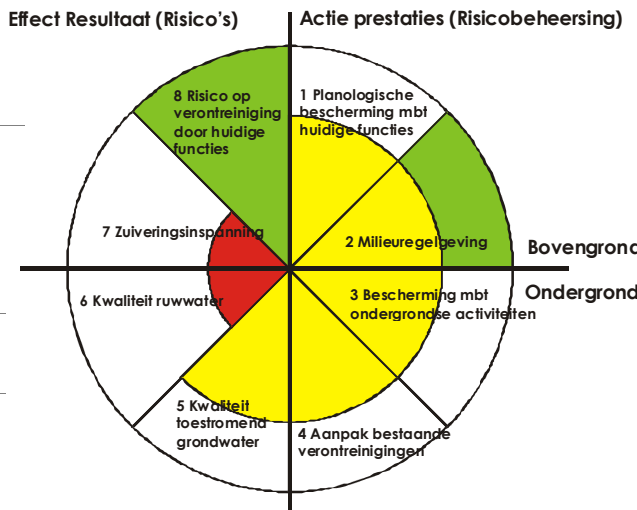 Effect Resultaat (Risico's)
Actie prestaties (Risicobeheersing)
8 Risico op
verontreiniging
door huidige
functies
1 Planologische
bescherming mbt
huidige functies
7 Zuiveringsinspanning
2 Milieuregelgeving
Bovengrond
Ondergrond
6 Kwaliteit ruwwater
3 Bescherming mbt
ondergrondse activiteiten
5 Kwaliteit
toestromend
grondwater
4 Aanpak bestaande
verontreinigingen